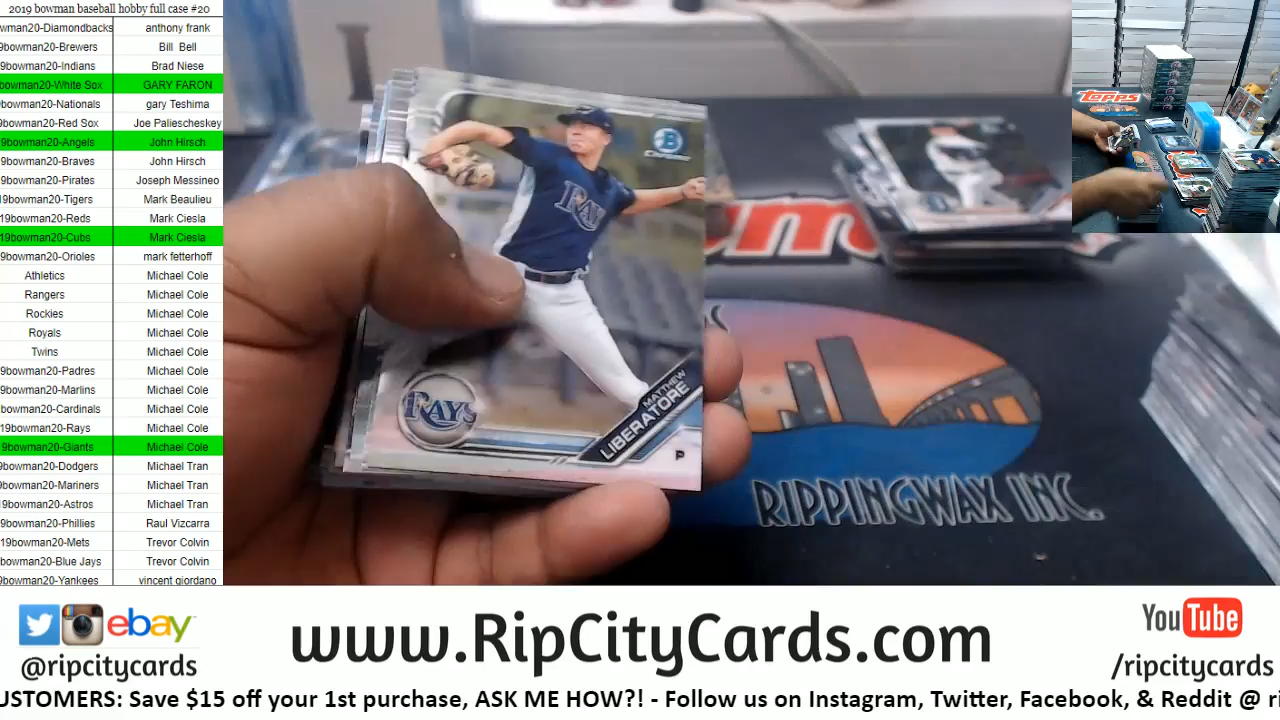 2019 bowman baseball hobby full case #20
wman20-Diamondbacks anthony frank
9bowman20-Brewers Bill Bell
9bowman20-Indians Brad Niese
bowman20-White Sox GARY FARON
9bowman20-Nationals gary Teshima
9bowman20-Red Sox Joe Paliescheskey
9bowman20-Angels John Hirsch
9bowman20-Braves John Hirsch
9bowman20-Pirates Joseph Messineo
9bowman20-Tigers Mark Beaulieu
19bowman20-Reds Mark Ciesla
19bowman20-Cubs Mark Ciesla
9bowman20-Orioles mark fetterhoff
Athletics Michael Cole
Rangers Michael Cole
Rockies Michael Cole
Royals Michael Cole
Twins Michael Cole
9bowman20-Padres Michael Cole
9bowman20-Marlins Michael Cole
bowman20-Cardinals Michael Cole
19bowman20-Rays Michael Cole
9bowman20-Giants Michael Cole
9bowman20-Dodgers Michael Tran
9bowman20-Mariners Michael Tran
19bowman20-Astros Michael Tran
9bowman20-Phillies Raul Vizcarra
19bowman20-Mets Trevor Colvin
bowman20-Blue Jays Trevor Colvin
9bowman20-Yankees vincent giordano
B
CHROME
RAYS
RAYS
MATTHEW
LIBERATORE
P
TOPPS
RIPPINGWAX INC.
ebay
@ripcitycards
www.RipCityCards.com
YouTube
/ripcitycards
USTOMERS: Save $15 off your 1st purchase, ASK ME HOW?! - Follow us on Instagram, Twitter, Facebook, & Reddit @ ri